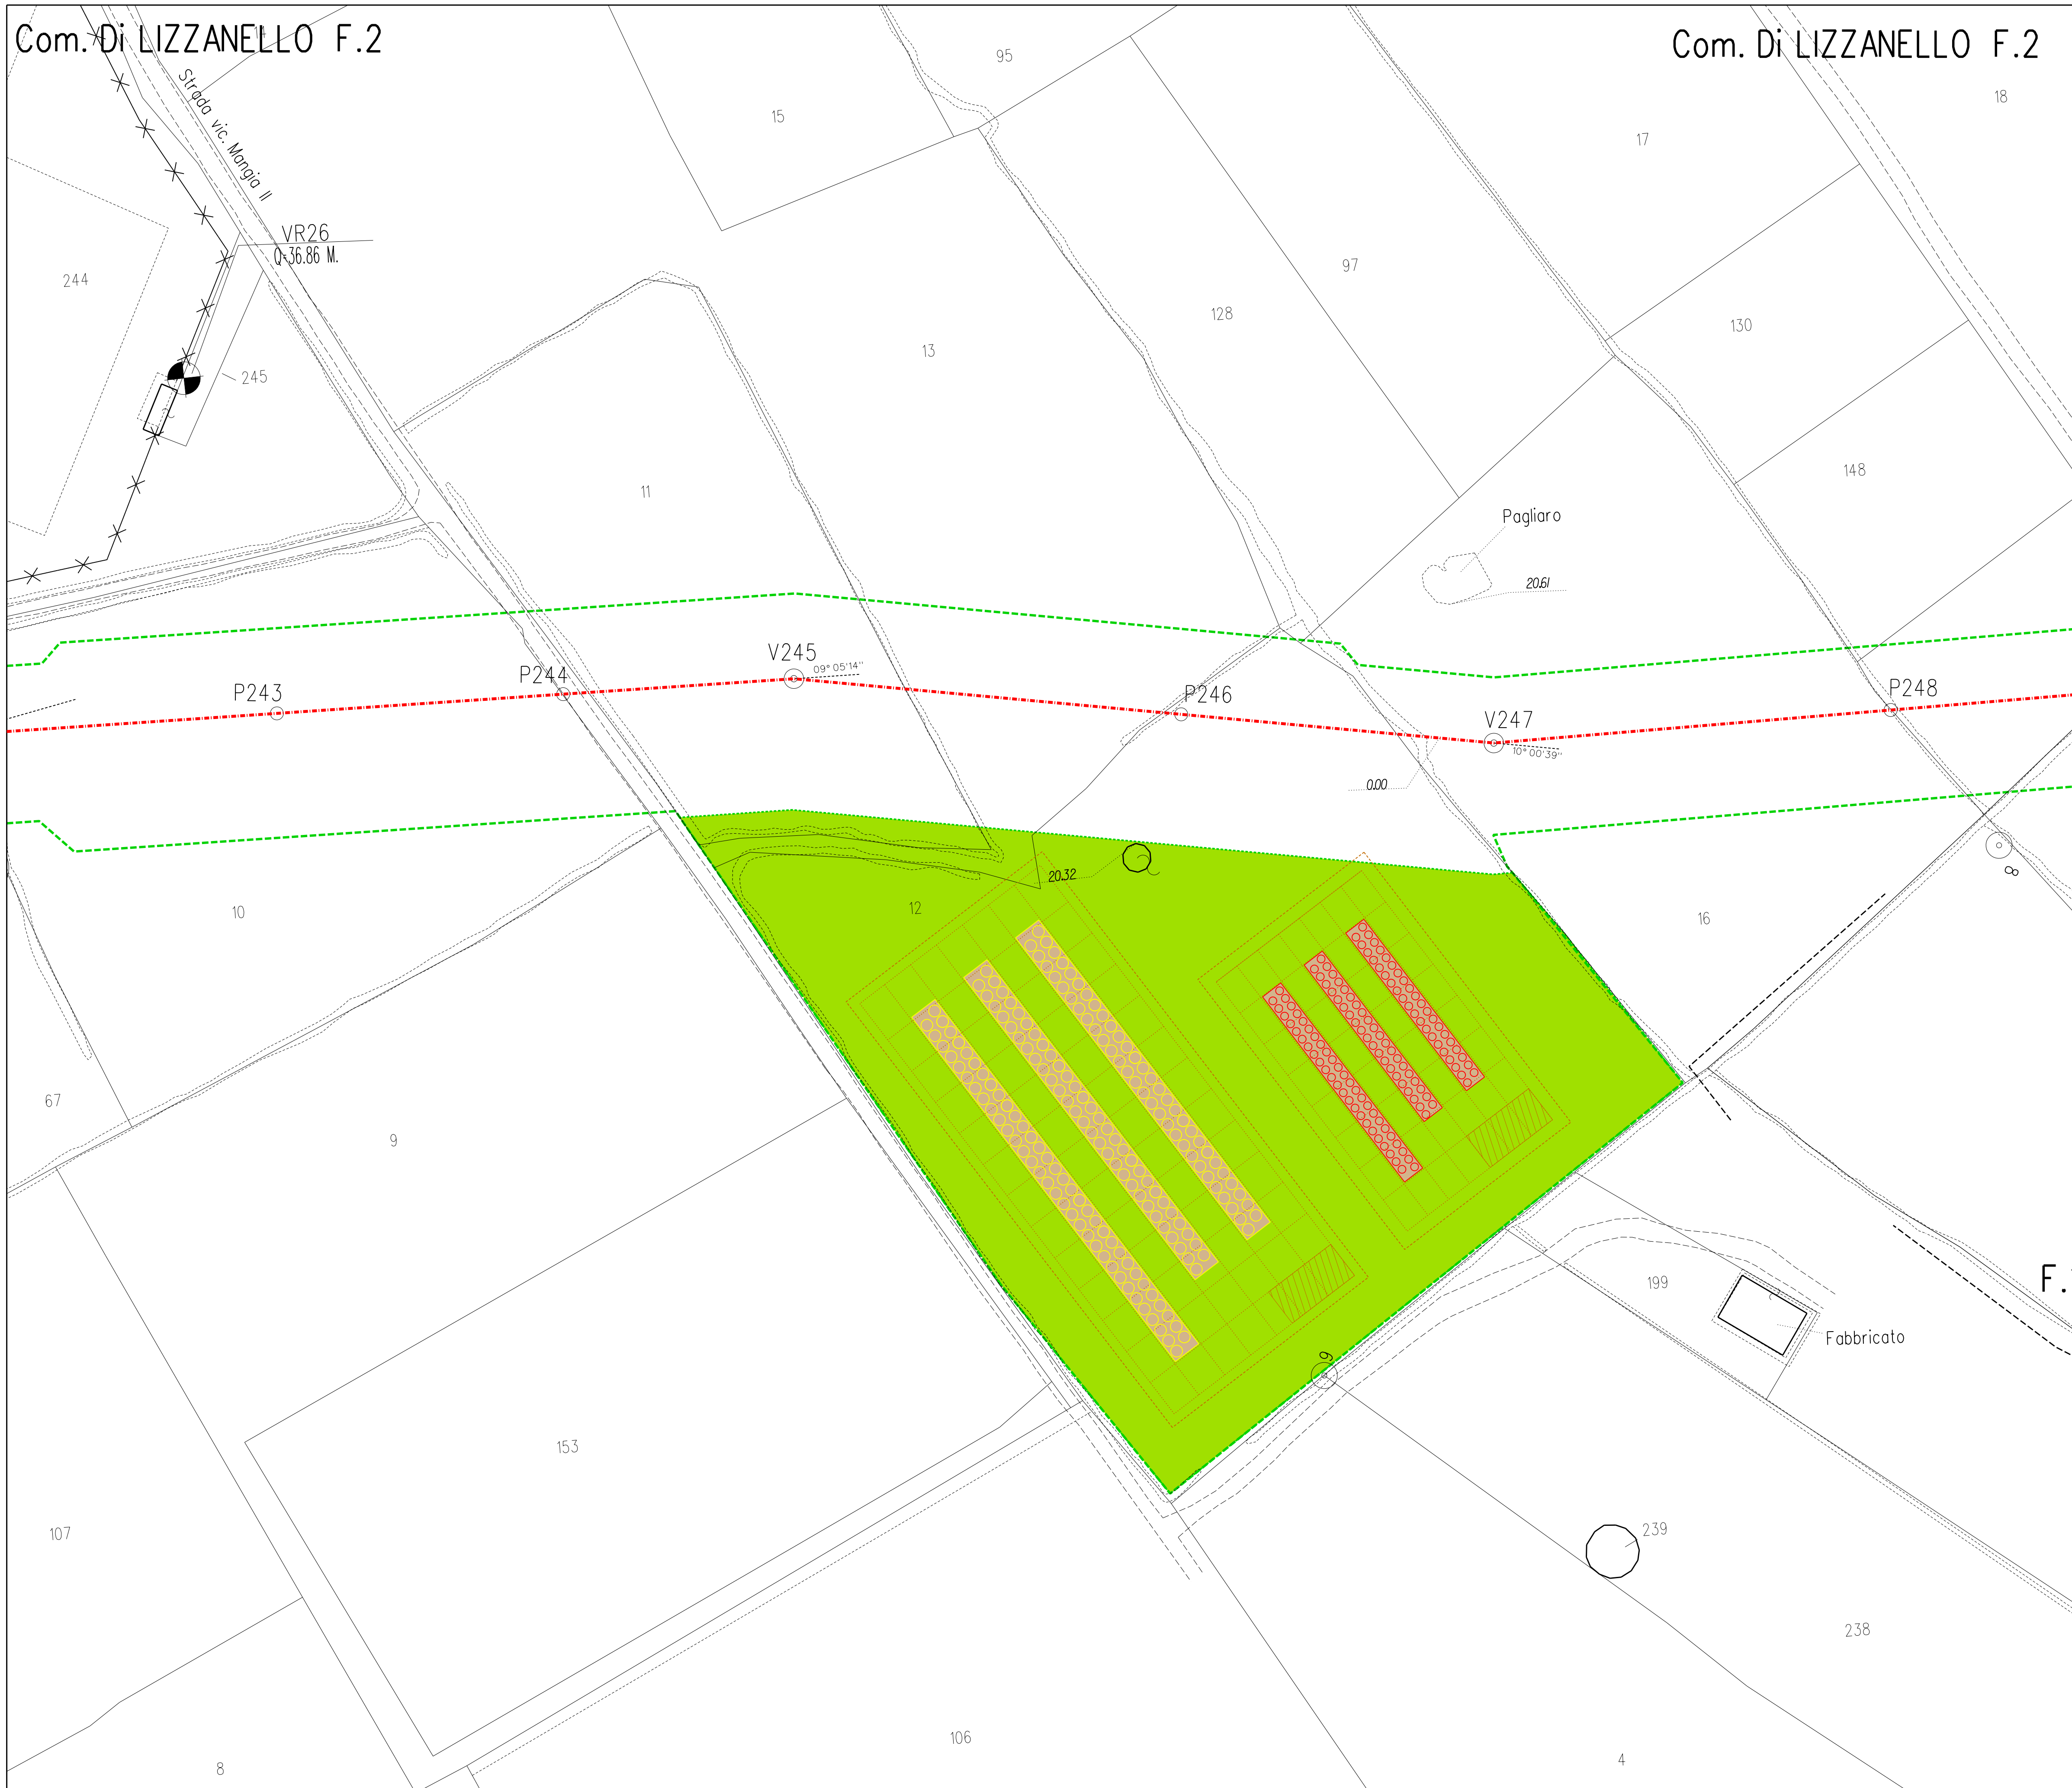 Com. Di LIZZANELLO F.2
Com. Di LIZZANELLO F.2
14
95
15
18
17
Strada vic. Mangia II
VR26
Q=36.86 M.
244
245
97
128
130
13
148
11
Pagliaro
20.61
V245
09° 05'14"
P243
P244
P246
V247
10° 00'39"
P248
0.00
20.32
8
12
10
16
67
9
199
F.
Fabbricato
9
153
107
239
238
106
8
4